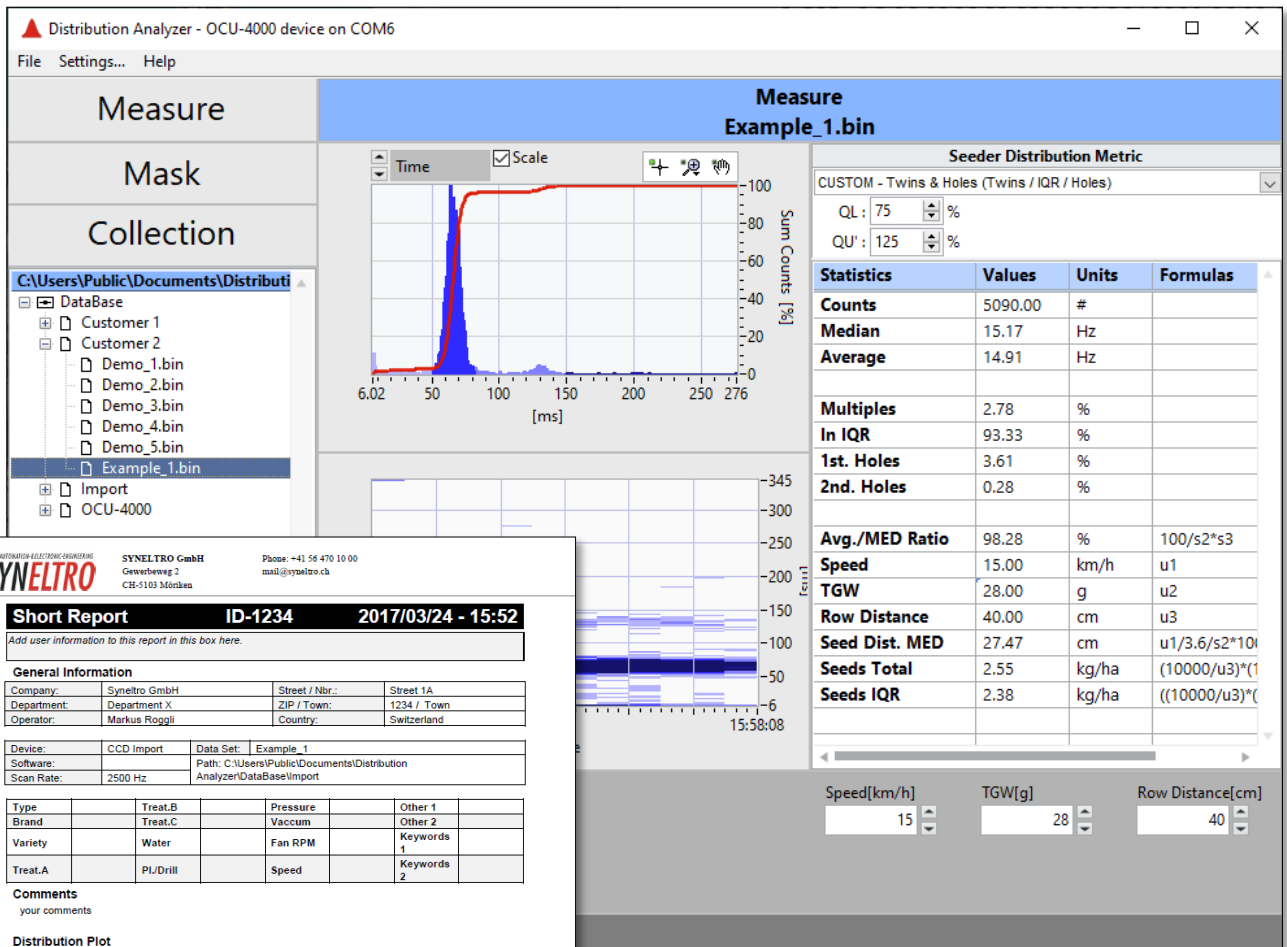 Distribution Analyzer - OCU-4000 device on COM6
File Settings... Help
Measure
Mask
Collection
Measure
Example_1.bin
C:\Users\Public\Documents\Distributi
DataBase
Customer 1
Customer 2
Demo_1.bin
Demo_2.bin
Demo_3.bin
Demo_4.bin
Demo_5.bin
Example_1.bin
Import
OCU-4000
Time
Scale
100
80
60
40
20
0
Sum Counts [%]
6.02 50 100 150 200 250 276
[ms]
345
300
250
200
150
100
50
6
15:58:08
Seeder Distribution Metric
CUSTOM - Twins & Holes (Twins / IQR / Holes)
QL : 75 %
QU' : 125 %
Statistics Values Units Formulas
Counts 5090.00 #
Median 15.17 Hz
Average 14.91 Hz
Multiples 2.78 %
In IQR 93.33 %
1st. Holes 3.61 %
2nd. Holes 0.28 %
Avg./MED Ratio 98.28 % 100/s2*s3
Speed 15.00 km/h u1
TGW 28.00 g u2
Row Distance 40.00 cm u3
Seed Dist. MED 27.47 cm u1/3.6/s2*10
Seeds Total 2.55 kg/ha (10000/u3)*(1
Seeds IQR 2.38 kg/ha ((10000/u3)*(
Speed[km/h] TGW[g] Row Distance[cm]
15 28 40
AUTOMATION-&ELECTRONIC-ENGINEERING
YNELTRO
SYNELTRO GmbH Phone: +41 56 470 10 00
Gewerbeweg 2 mail@syneltro.ch
CH-5103 Möriken
Short Report ID-1234 2017/03/24 - 15:52
Add user information to this report in this box here.
General Information
Company: Syneltro GmbH Street / Nbr.: Street 1A
Department: Department X ZIP / Town: 1234 / Town
Operator: Markus Roggli Country: Switzerland
Device: CCD Import Data Set: Example_1
Software: Path: C:\Users\Public\Documents\Distribution
Scan Rate: 2500 Hz Analyzer\DataBase\Import
Type Treat.B Pressure Other 1
Brand Treat.C Vaccum Other 2
Variety Water Fan RPM Keywords 1
Treat.A Pl./Drill Speed Keywords 2
Comments
your comments
Distribution Plot